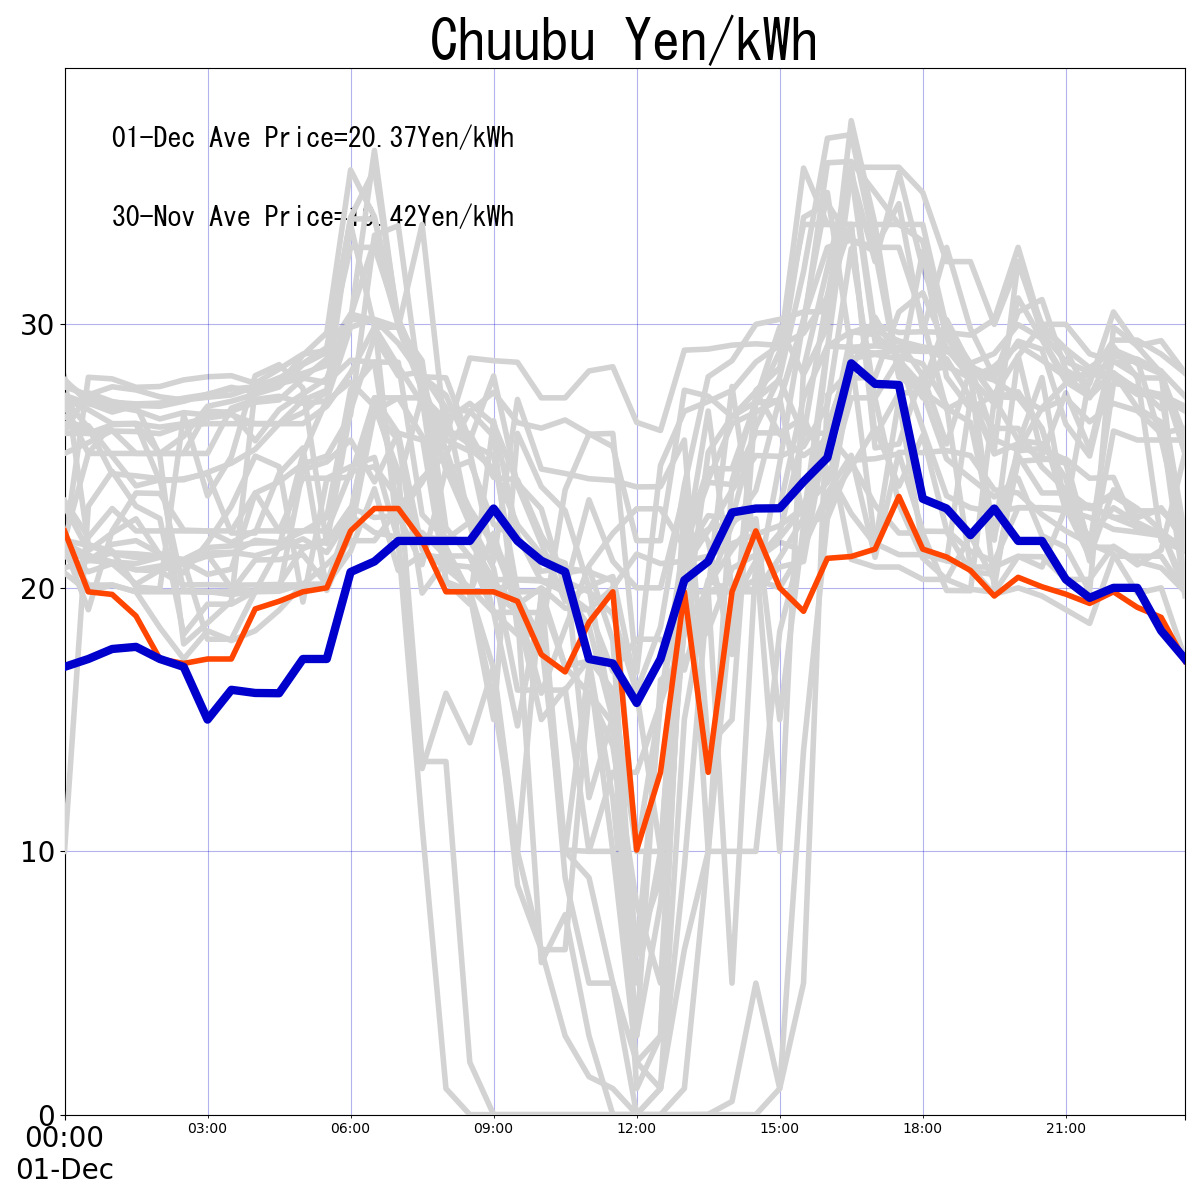 Chuubu Yen/kWh
01-Dec Ave Price=20.37Yen/kWh
30-Nov Ave Price= .42Yen/kWh
30
20
10
0
00:00 03:00 06:00 09:00 12:00 15:00 18:00 21:00
01-Dec